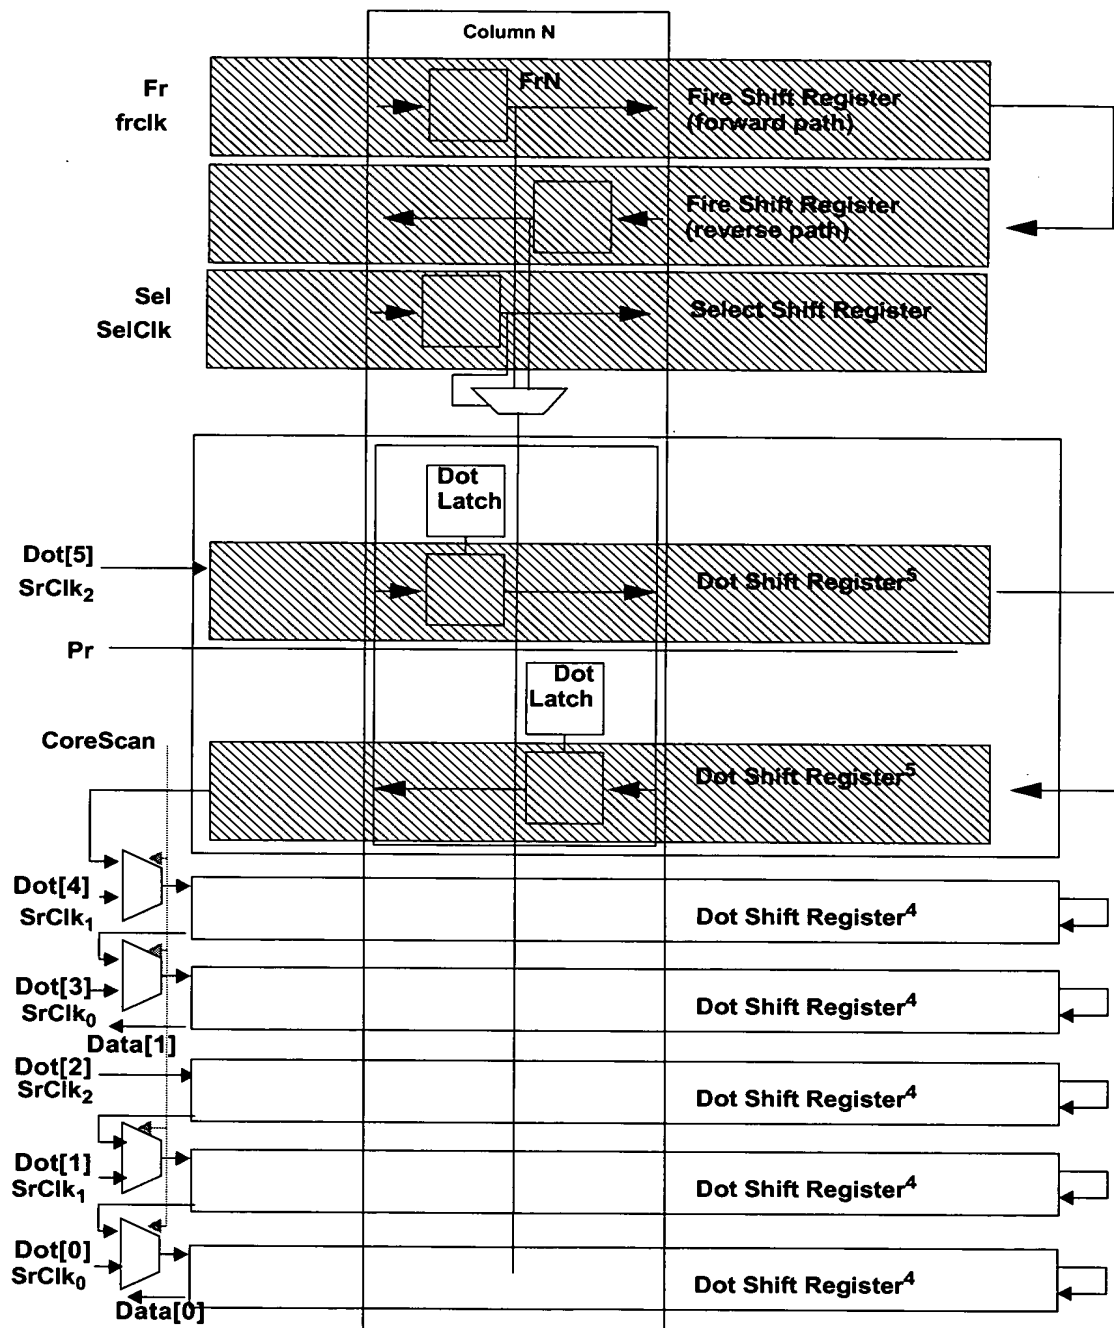 Column N
Fr
frclk
FrN
Fire Shift Register
(forward path)
Fire Shift Register
(reverse path)
Sel
SelClk
Select Shift Register
Dot
Latch
Dot[5]
SrClk₂
Dot Shift Register⁵
Pr
Dot
Latch
CoreScan
Dot Shift Register⁵
Dot[4]
SrClk₁
Dot Shift Register⁴
Dot[3]
SrClk₀
Dot Shift Register⁴
Data[1]
Dot[2]
SrClk₂
Dot Shift Register⁴
Dot[1]
SrClk₁
Dot Shift Register⁴
Dot[0]
SrClk₀
Dot Shift Register⁴
Data[0]